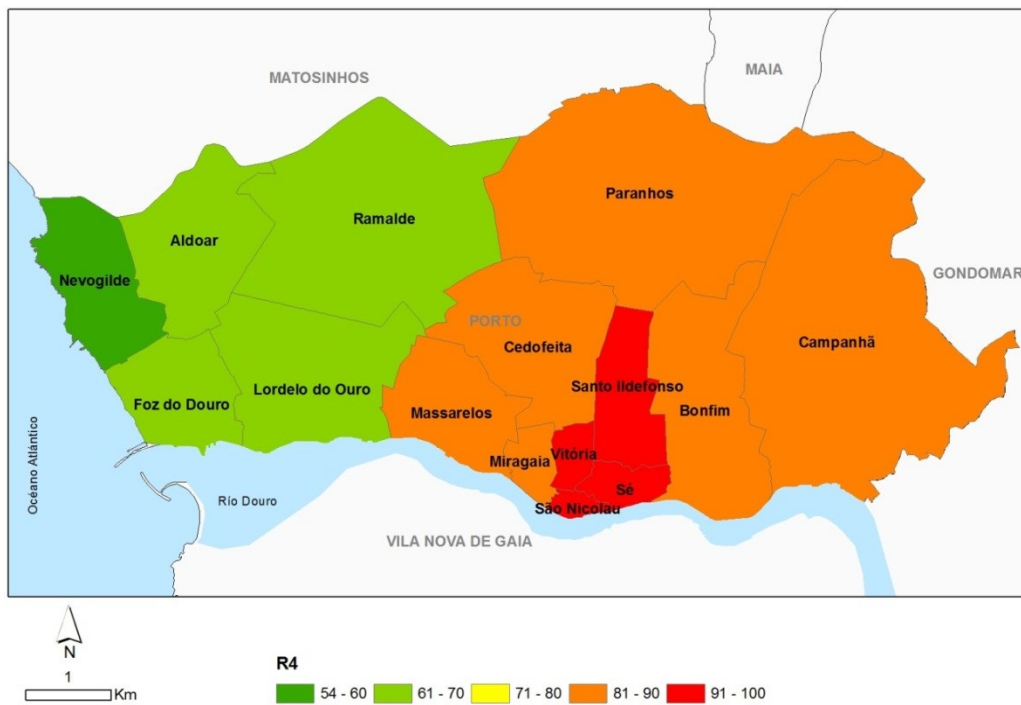 MATOSINHOS
MAIA
Paranhos
Ramalde
Aldoar
Nevogilde
GONDOMAR
PORTO
Cedofeita
Campanhã
Santo Ildefonso
Lordelo do Ouro
Foz do Douro
Massarelos
Bonfim
Miragaia
Vitória
Sé
São Nicolau
Océano Atlântico
Río Douro
VILA NOVA DE GAIA
N
1
Km
R4
54 - 60
61 - 70
71 - 80
81 - 90
91 - 100